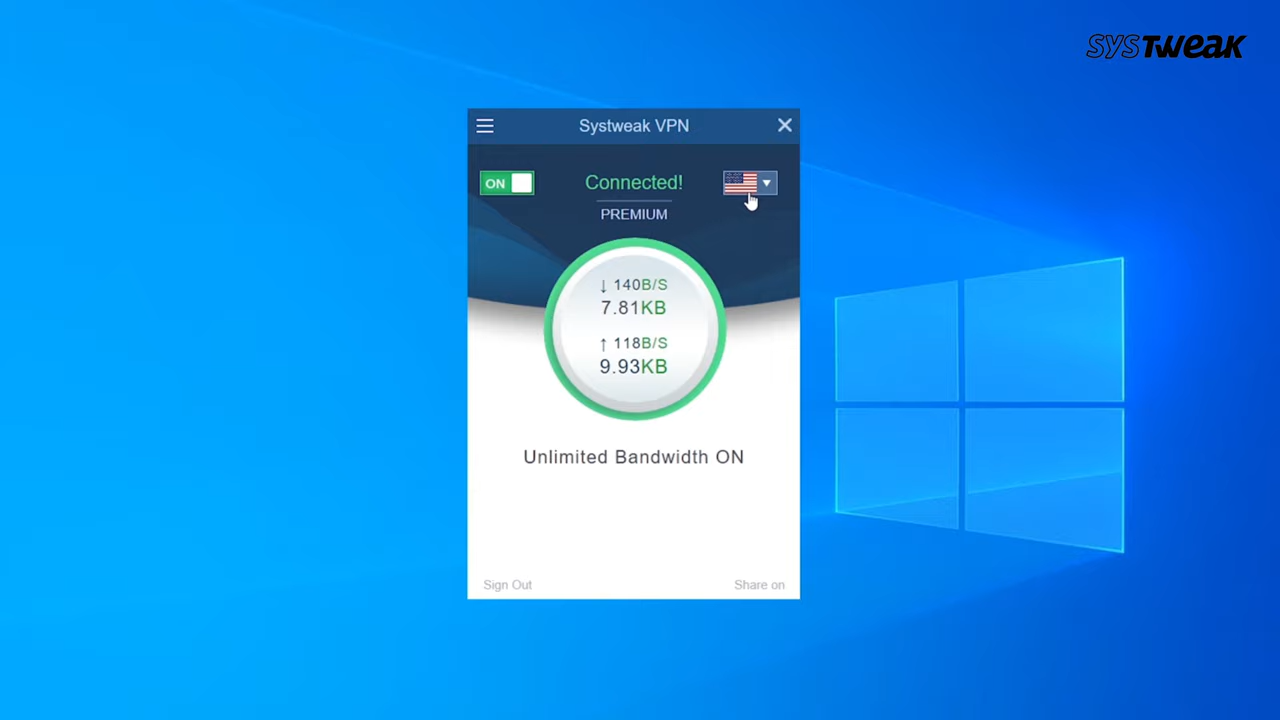 SYSTweak
Systweak VPN
ON
Connected!
PREMIUM
↓ 140B/S
7.81KB
↑ 118B/S
9.93KB
Unlimited Bandwidth ON
Sign Out
Share on